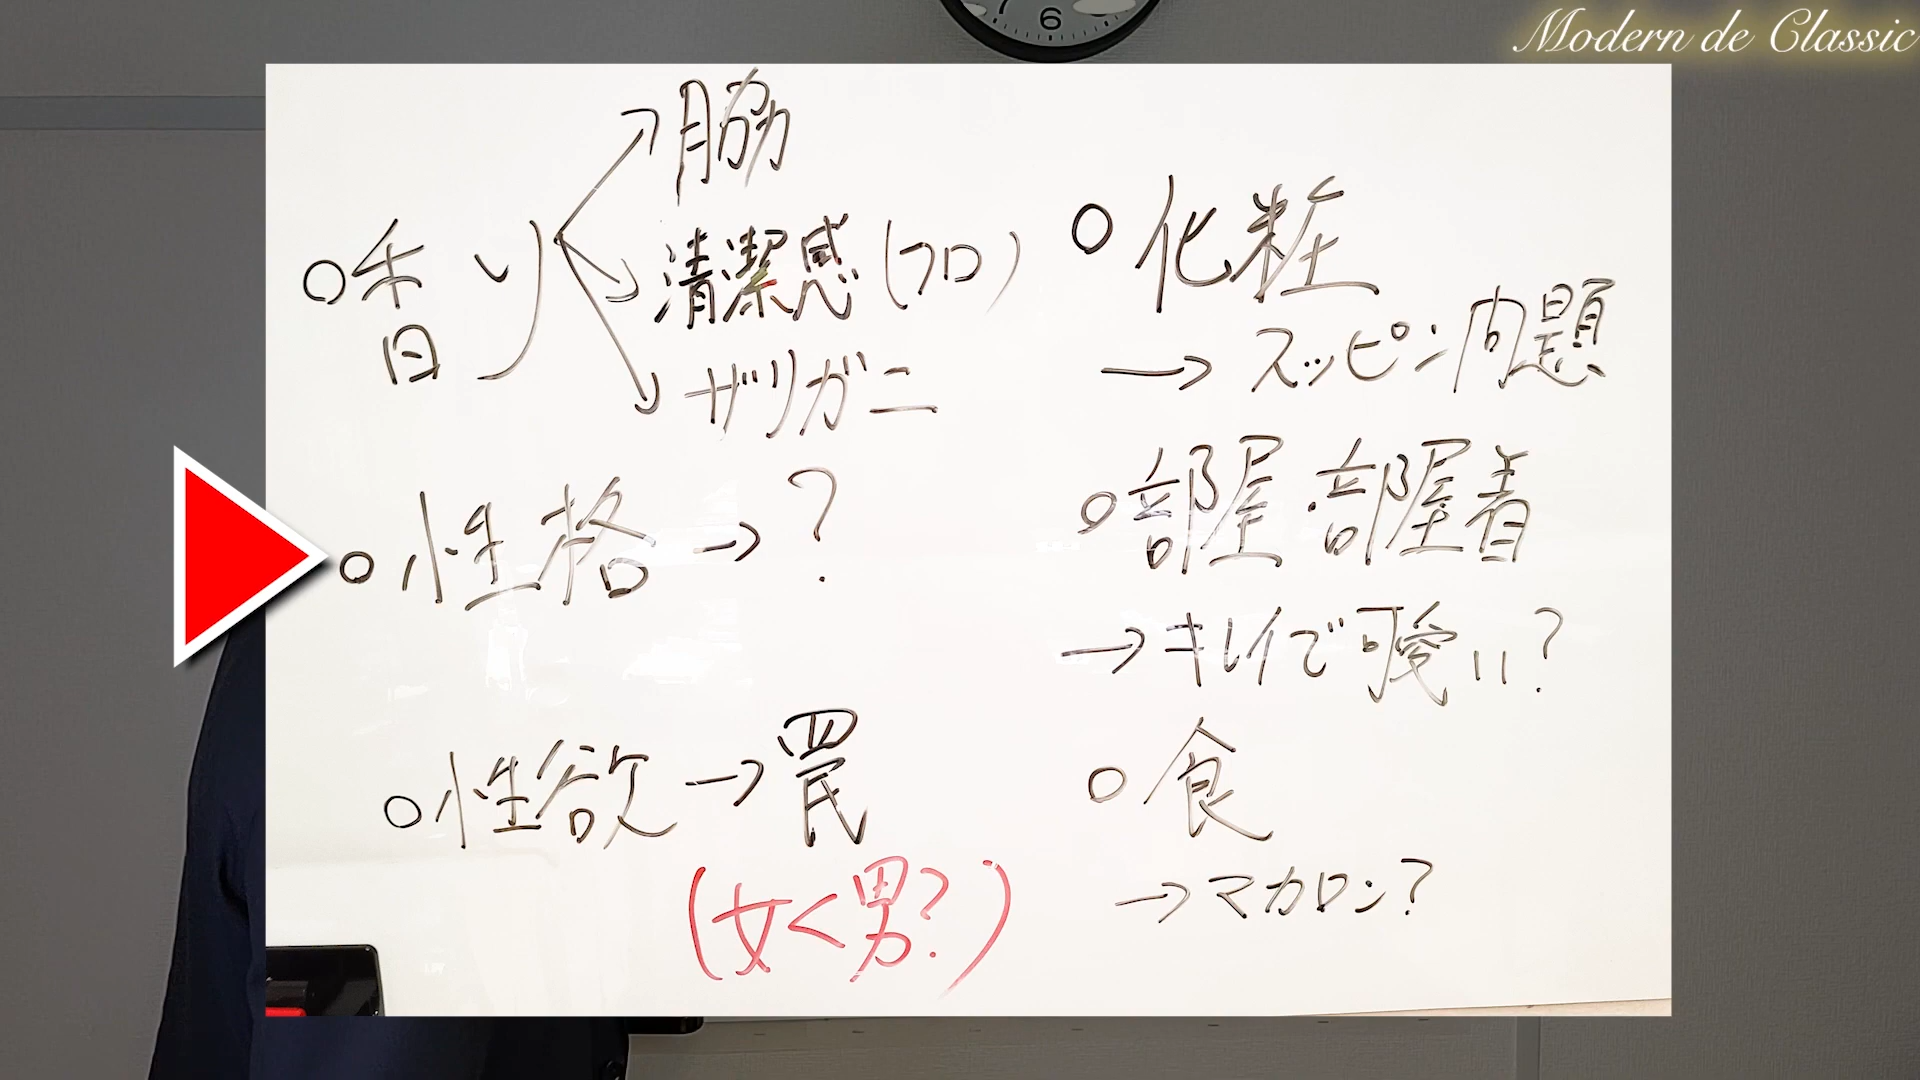 Modern de Classic
6
○香り
→脇
→清潔感(フロ)
→ザリガニ
○性格→?
○性欲→罠
(女<男?)
○化粧
→スッピン問題
○部屋・部屋着
→キレイで可愛い?
○食
→マカロン?